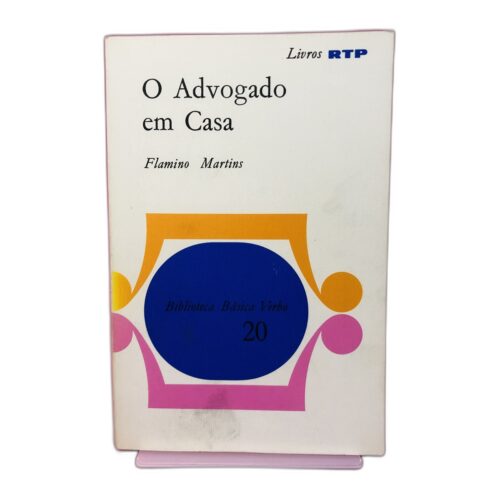 Livros RTP
O Advogado
em Casa
Flamino Martins
Biblioteca Básica Verbo
20